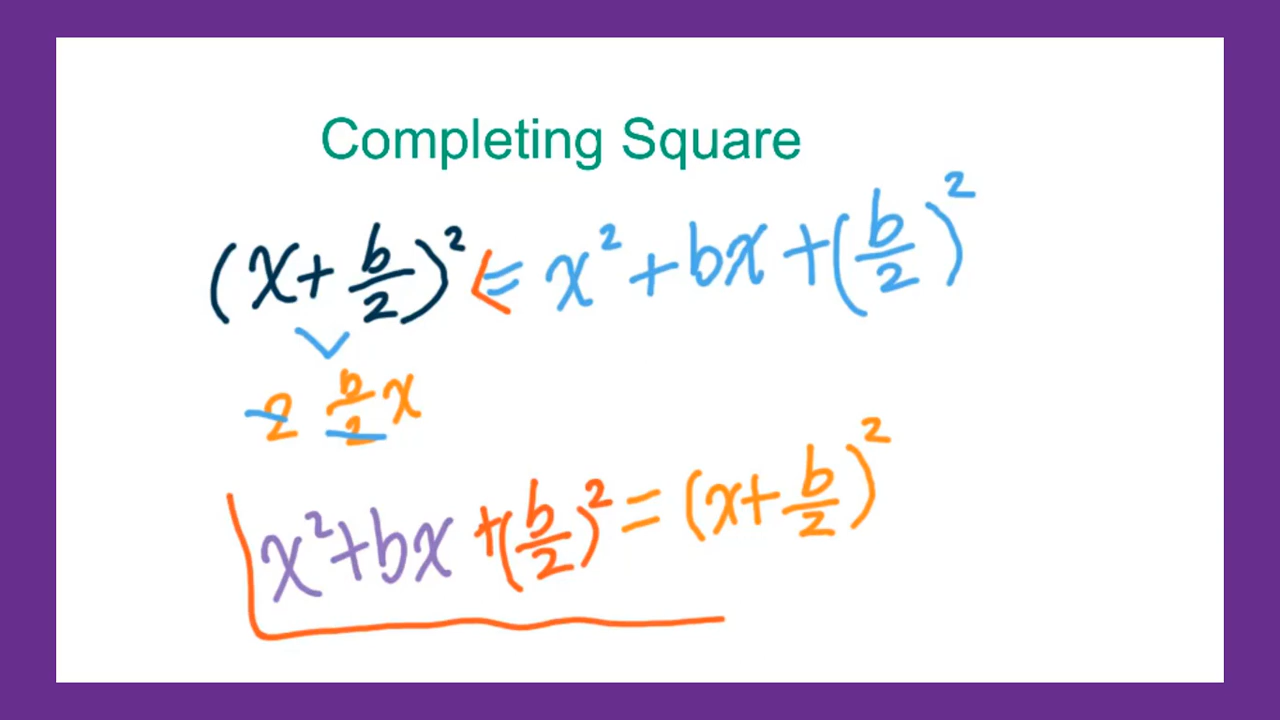 Completing Square
(x + b/2)² = x² + bx + (b/2)²
2 b/2 x
x² + bx + (b/2)² = (x + b/2)²